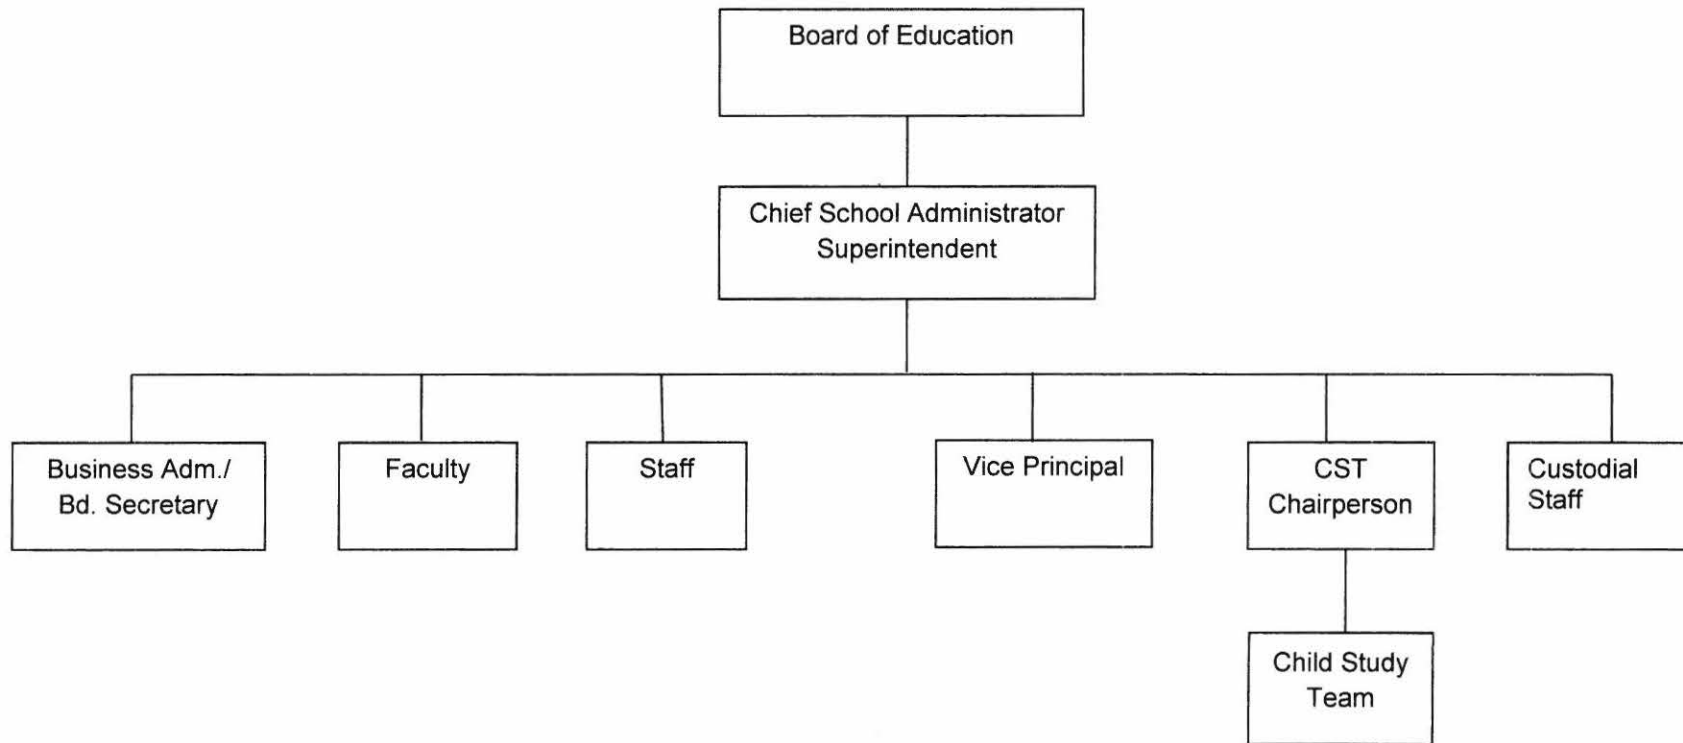 Board of Education
Chief School Administrator
Superintendent
Business Adm./
Bd. Secretary
Faculty
Staff
Vice Principal
CST
Chairperson
Custodial
Staff
Child Study
Team